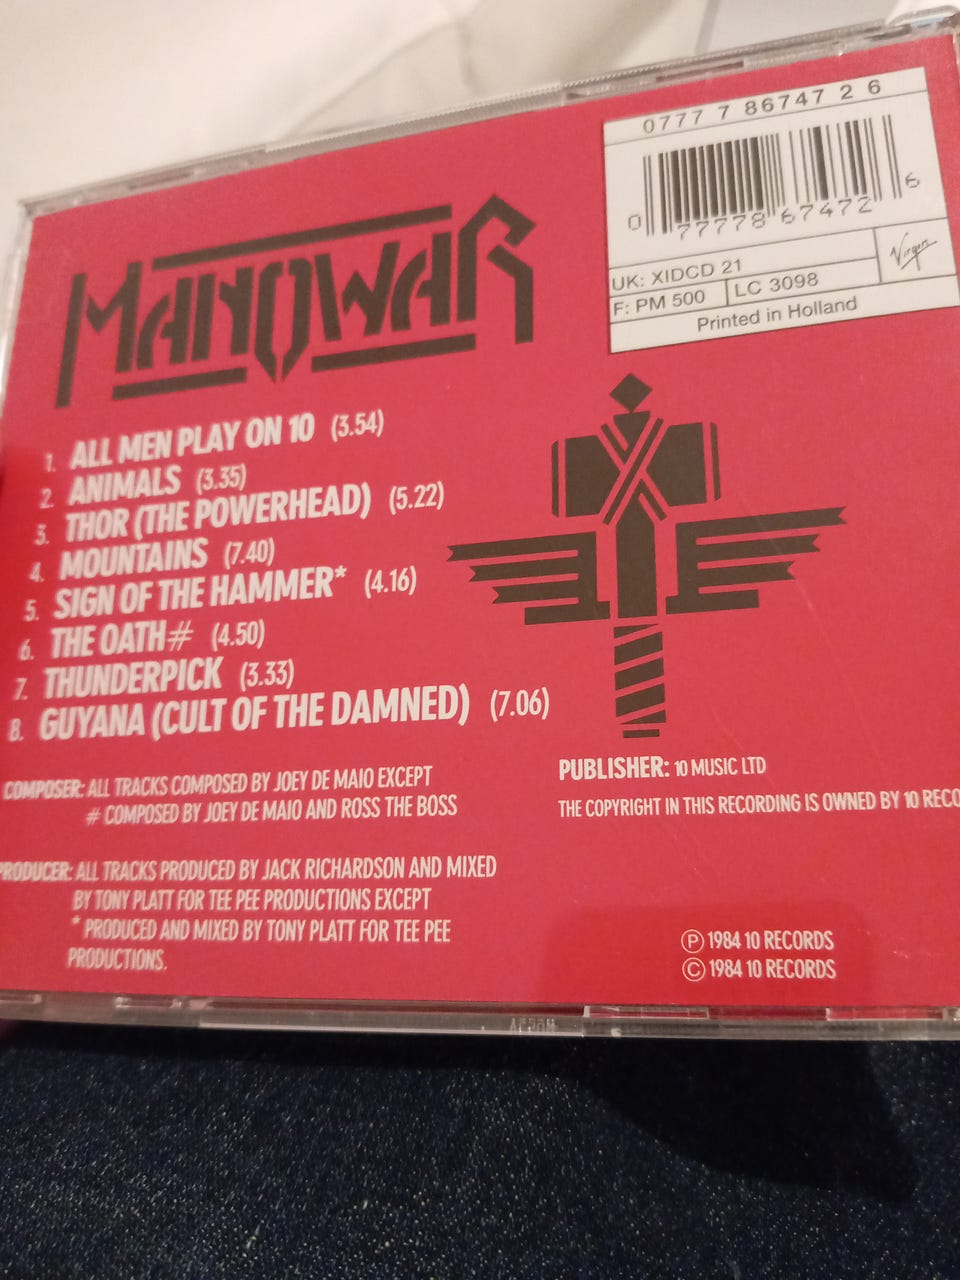 0777 7 86747 2 6
0 77778 67472 6
UK: XIDCD 21
F: PM 500
LC 3098
Virgin
Printed in Holland
MANOWAR
1. ALL MEN PLAY ON 10 (3.54)
2. ANIMALS (3.35)
3. THOR (THE POWERHEAD) (5.22)
4. MOUNTAINS (7.40)
5. SIGN OF THE HAMMER* (4.16)
6. THE OATH# (4.50)
7. THUNDERPICK (3.33)
8. GUYANA (CULT OF THE DAMNED) (7.06)
COMPOSER: ALL TRACKS COMPOSED BY JOEY DE MAIO EXCEPT
# COMPOSED BY JOEY DE MAIO AND ROSS THE BOSS
PRODUCER: ALL TRACKS PRODUCED BY JACK RICHARDSON AND MIXED
BY TONY PLATT FOR TEE PEE PRODUCTIONS EXCEPT
* PRODUCED AND MIXED BY TONY PLATT FOR TEE PEE
PRODUCTIONS.
PUBLISHER: 10 MUSIC LTD
THE COPYRIGHT IN THIS RECORDING IS OWNED BY 10 RECO
Ⓟ 1984 10 RECORDS
© 1984 10 RECORDS